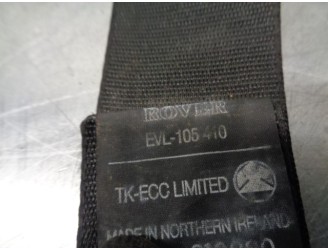 ROVER
EVL-105 410
TK-ECC LIMITED
MADE IN NORTHERN IRELAND